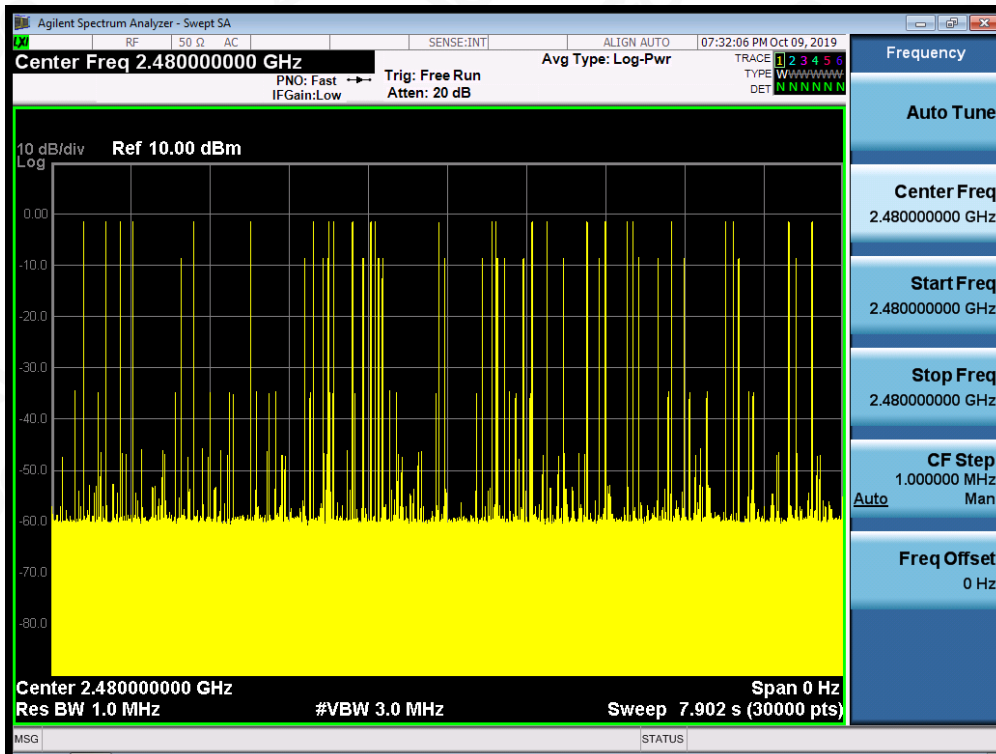 Agilent Spectrum Analyzer - Swept SA
LXI RF 50 Ω AC SENSE:INT ALIGN AUTO 07:32:06 PM Oct 09, 2019
Center Freq 2.480000000 GHz
PNO: Fast
IFGain:Low
Trig: Free Run
Atten: 20 dB
Avg Type: Log-Pwr
TRACE 1 2 3 4 5 6
TYPE W
DET N N N N N N
10 dB/div
Log
Ref 10.00 dBm
0.00
-10.0
-20.0
-30.0
-40.0
-50.0
-60.0
-70.0
-80.0
Center 2.480000000 GHz
Span 0 Hz
Res BW 1.0 MHz
#VBW 3.0 MHz
Sweep 7.902 s (30000 pts)
MSG
STATUS
Frequency
Auto Tune
Center Freq
2.480000000 GHz
Start Freq
2.480000000 GHz
Stop Freq
2.480000000 GHz
CF Step
1.000000 MHz
Auto Man
Freq Offset
0 Hz